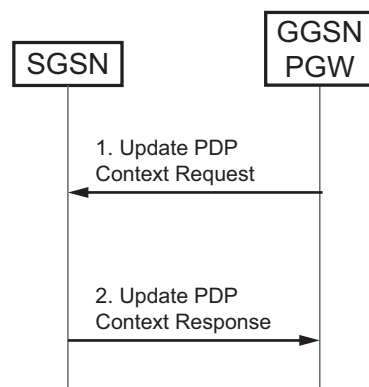 SGSN
GGSN
PGW
1. Update PDP
Context Request
2. Update PDP
Context Response